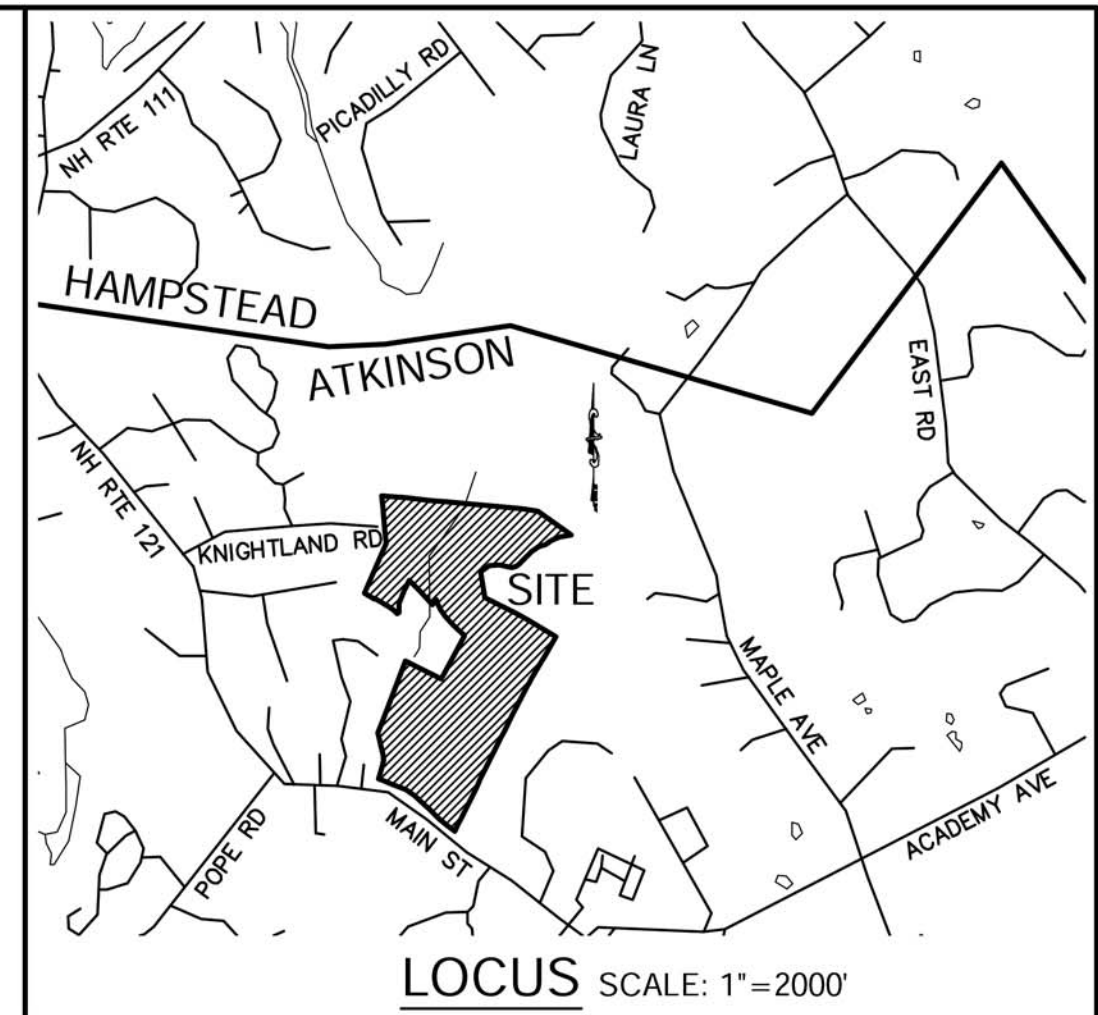 PICADILLY RD
LAURA LN
NH RTE 111
HAMPSTEAD
ATKINSON
EAST RD
NH RTE 121
KNIGHTLAND RD
SITE
MAPLE AVE
MAIN ST
POPE RD
ACADEMY AVE
LOCUS SCALE: 1"=2000'